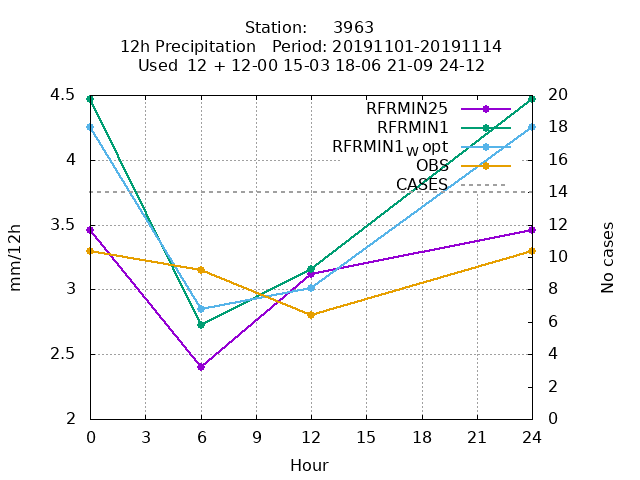 Station: 3963
12h Precipitation Period: 20191101-20191114
Used 12 + 12-00 15-03 18-06 21-09 24-12
4.5
4
3.5
3
2.5
2
mm/12h
RFRMIN25
RFRMIN1
RFRMIN1w opt
OBS
CASES
20
18
16
14
12
10
8
6
4
2
0
No cases
0 3 6 9 12 15 18 21 24
Hour